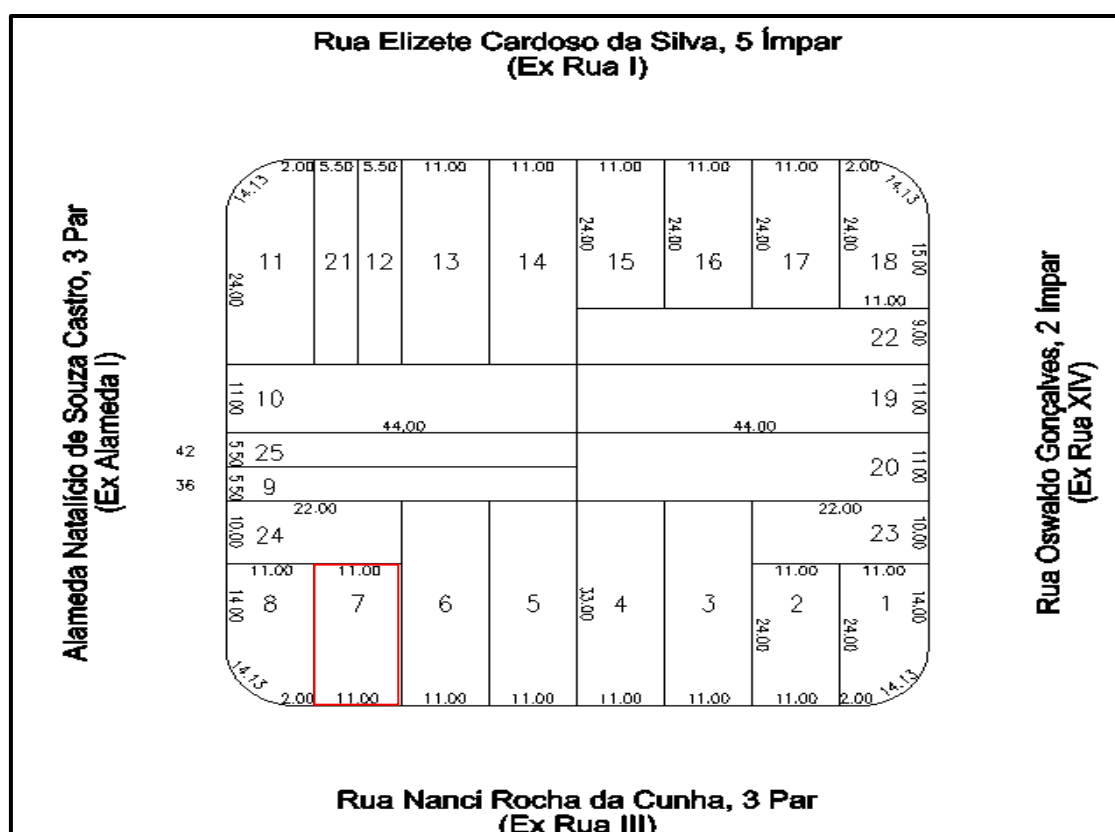 Rua Elizete Cardoso da Silva, 5 Ímpar
(Ex Rua I)
Alameda Natalício de Souza Castro, 3 Par
(Ex Alameda I)
2.00 5.50 5.50 11.00 11.00 11.00 11.00 11.00 2.00
14.13 14.13
24.00 24.00 24.00 24.00
11 21 12 13 14 15 16 17 18
15.00
24.00
11.00
22 9.00
11.00 10 19 11.00
44.00 44.00
42 5.50 25
20 11.00
36 5.50 9
22.00 22.00
10.00 24 23 10.00
11.00 11.00 11.00 11.00
14.00 8 7 6 5 33.00 4 3 2 1 14.00
24.00 24.00
14.13 14.13
2.00 11.00 11.00 11.00 11.00 11.00 11.00 2.00
Rua Oswaldo Gonçalves, 2 Ímpar
(Ex Rua XIV)
Rua Nanci Rocha da Cunha, 3 Par
(Ex Rua III)